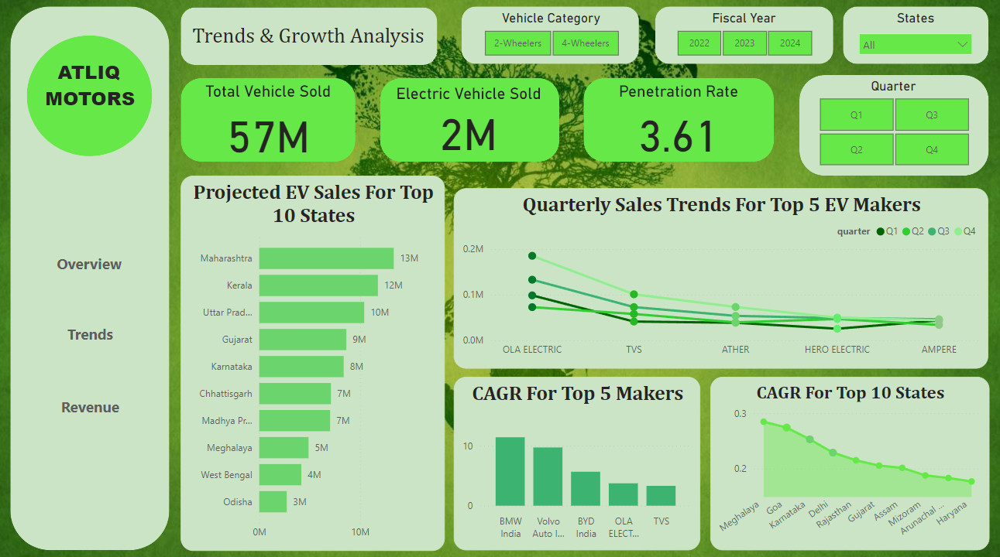 ATLIQ
MOTORS
Overview
Trends
Revenue
Trends & Growth Analysis
Vehicle Category
2-Wheelers
4-Wheelers
Fiscal Year
2022
2023
2024
States
All
Total Vehicle Sold
57M
Electric Vehicle Sold
2M
Penetration Rate
3.61
Quarter
Q1
Q3
Q2
Q4
Projected EV Sales For Top
10 States
Maharashtra
13M
Kerala
12M
Uttar Prad...
10M
Gujarat
9M
Karnataka
8M
Chhattisgarh
7M
Madhya Pr...
7M
Meghalaya
5M
West Bengal
4M
Odisha
3M
0M
10M
Quarterly Sales Trends For Top 5 EV Makers
quarter
Q1
Q2
Q3
Q4
0.2M
0.1M
0.0M
OLA ELECTRIC
TVS
ATHER
HERO ELECTRIC
AMPERE
CAGR For Top 5 Makers
10
0
BMW
India
Volvo
Auto I...
BYD
India
OLA
ELECT...
TVS
CAGR For Top 10 States
0.3
0.2
Meghalaya
Goa
Karnataka
Delhi
Rajasthan
Gujarat
Assam
Mizoram
Arunachal ...
Haryana